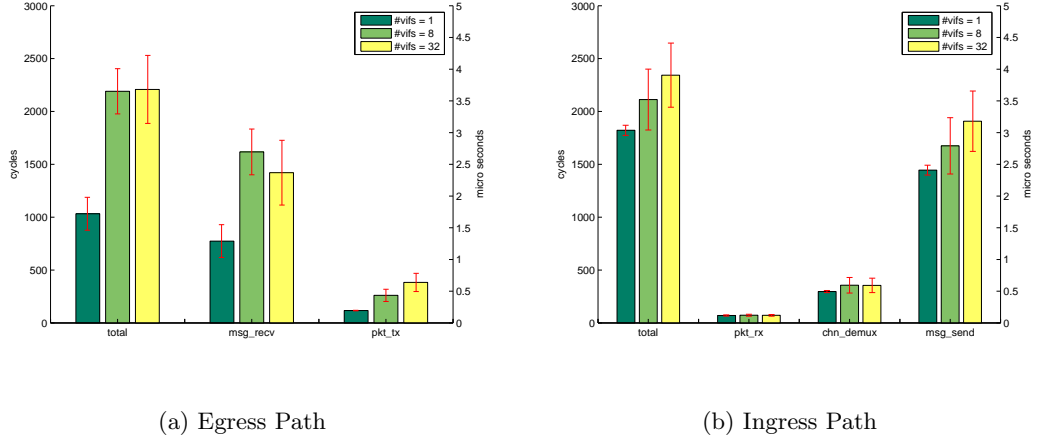 3000
2500
2000
1500
1000
500
0
cycles
5
4.5
4
3.5
3
2.5
2
1.5
1
0.5
0
micro seconds
#vifs = 1
#vifs = 8
#vifs = 32
total msg_recv pkt_tx
(a) Egress Path
3000
2500
2000
1500
1000
500
0
cycles
5
4.5
4
3.5
3
2.5
2
1.5
1
0.5
0
micro seconds
#vifs = 1
#vifs = 8
#vifs = 32
total pkt_rx chn_demux msg_send
(b) Ingress Path